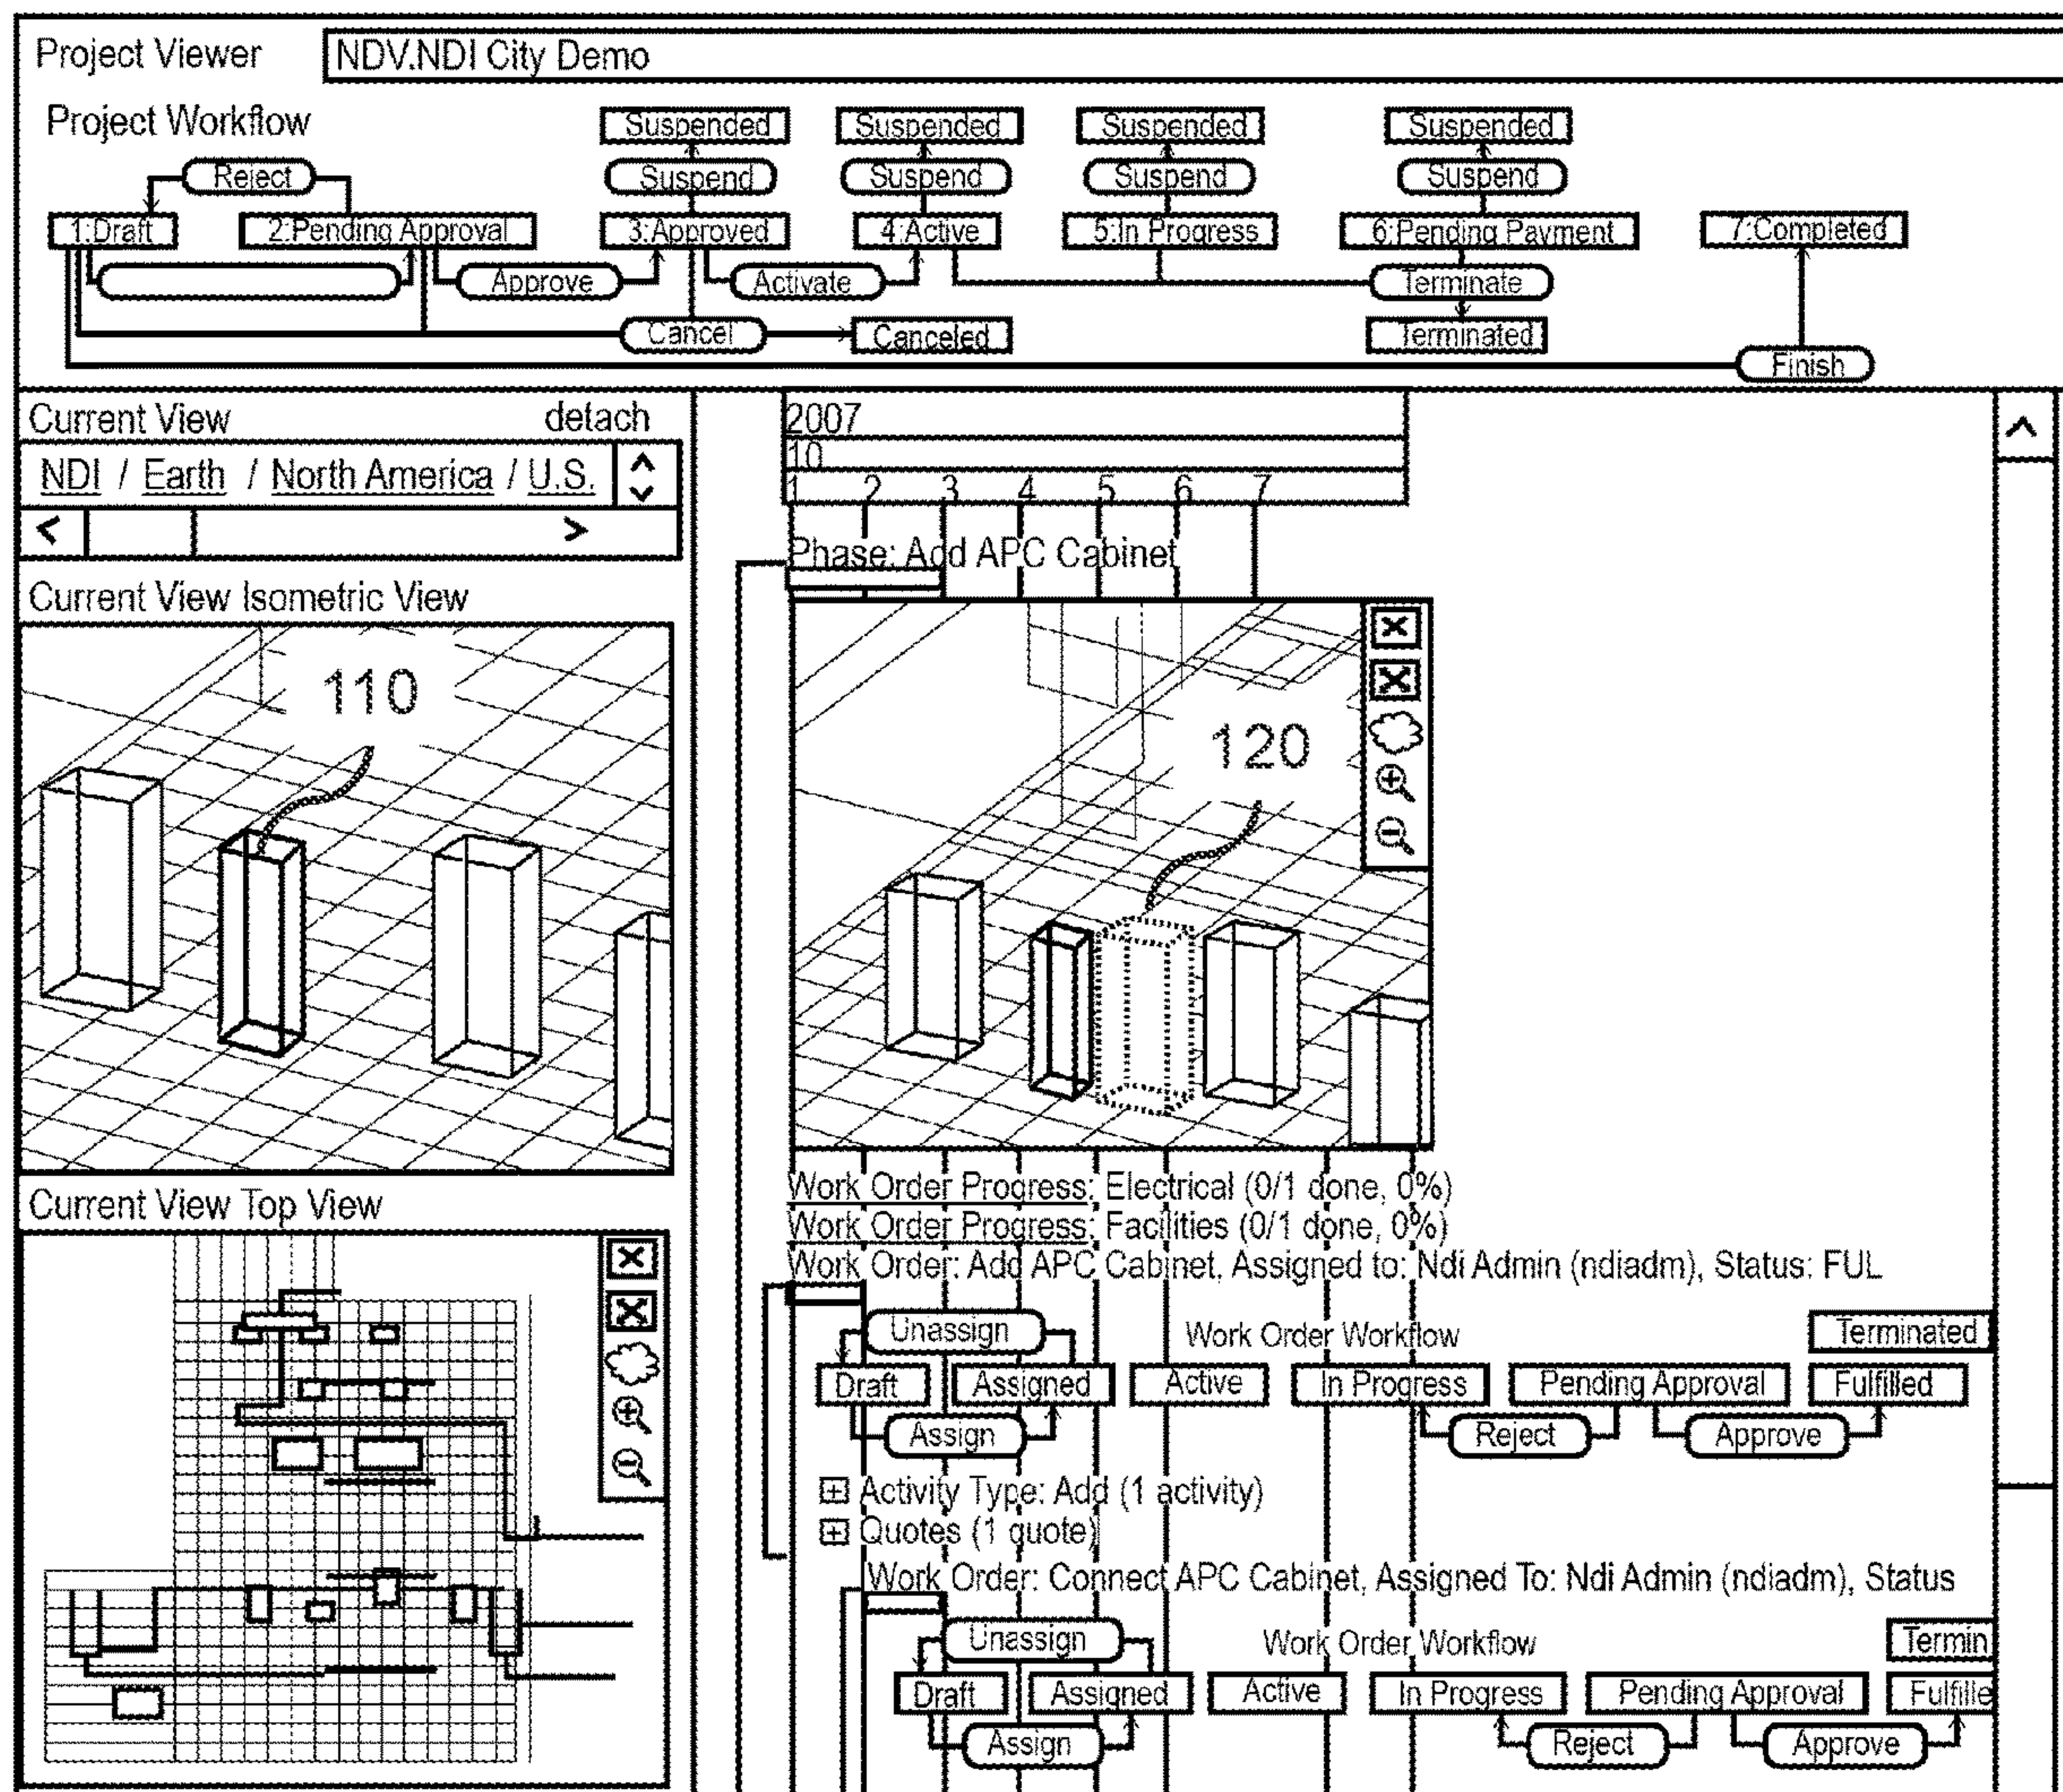 Project Viewer NDV.NDI City Demo
Project Workflow
Suspended Suspended Suspended Suspended
Reject Suspend Suspend Suspend Suspend
1:Draft 2:Pending Approval 3:Approved 4:Active 5:In Progress 6:Pending Payment 7:Completed
Approve Activate Terminate
Cancel Canceled Terminated
Finish
Current View detach
NDI / Earth / North America / U.S.
Current View Isometric View
110
Current View Top View
2007
10
1 2 3 4 5 6 7
Phase: Add APC Cabinet
120
Work Order Progress: Electrical (0/1 done, 0%)
Work Order Progress: Facilities (0/1 done, 0%)
Work Order: Add APC Cabinet, Assigned to: Ndi Admin (ndiadm), Status: FUL
Unassign Work Order Workflow Terminated
Draft Assigned Active In Progress Pending Approval Fulfilled
Assign Reject Approve
Activity Type: Add (1 activity)
Quotes (1 quote)
Work Order: Connect APC Cabinet, Assigned To: Ndi Admin (ndiadm), Status
Unassign Work Order Workflow Termin
Draft Assigned Active In Progress Pending Approval Fulfille
Assign Reject Approve